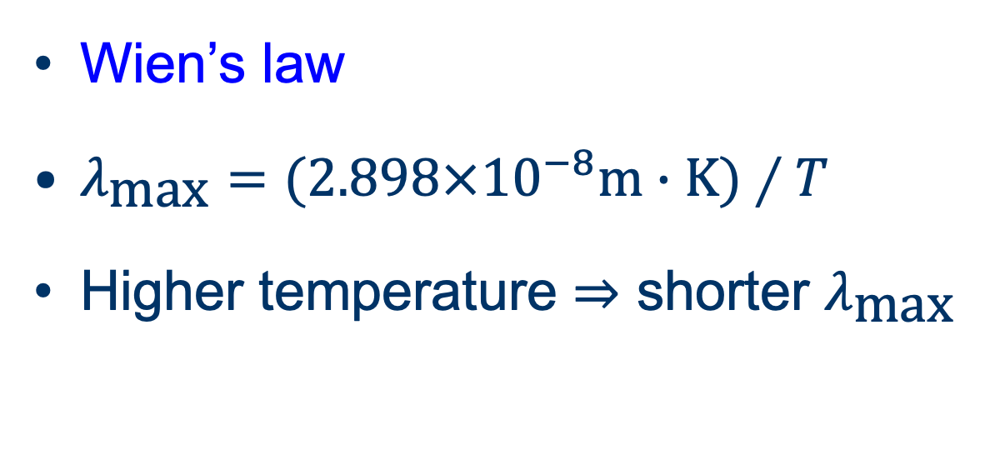 • Wien’s law
• λmax = (2.898×10⁻⁸m · K) / T
• Higher temperature ⇒ shorter λmax